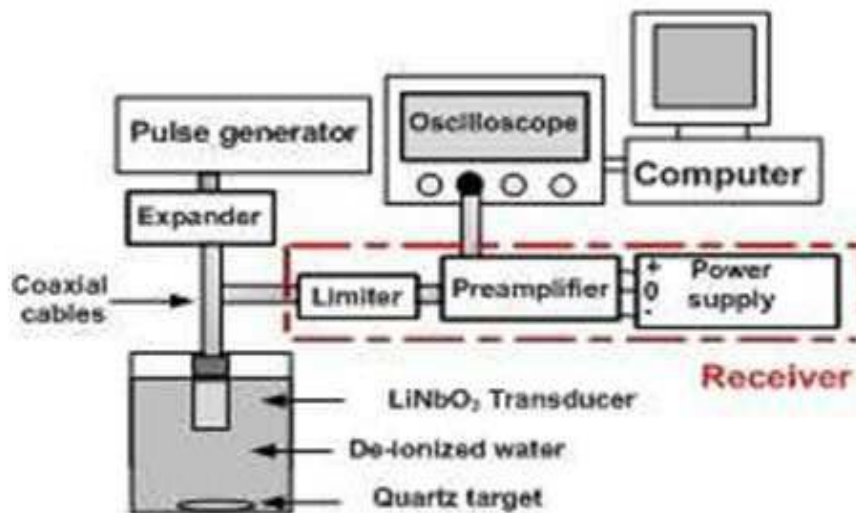 Pulse generator
Expander
Oscilloscope
Computer
Coaxial
cables
Limiter
Preamplifier
+
0
-
Power
supply
Receiver
LiNbO₃ Transducer
De-ionized water
Quartz target